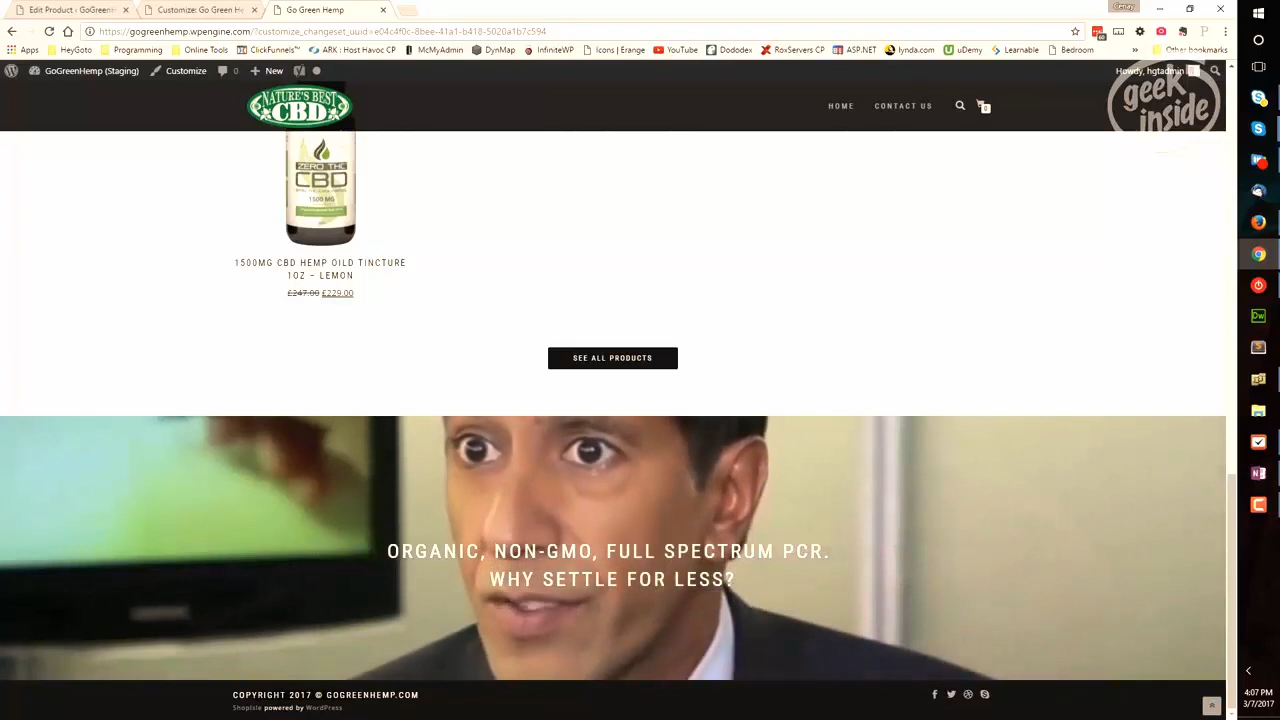 Cenay
Edit Product ‹ GoGreenH
Customize: Go Green He
Go Green Hemp
https://gogreenhemp.wpengine.com/?customize_changeset_uuid=e04c4f0c-8bee-41a1-b418-5020a1b7c594
Apps HeyGoto Programming Online Tools ClickFunnels™ ARK : Host Havoc CP McMyAdmin DynMap InfiniteWP Icons | Erange YouTube Dododex RoxServers CP ASP.NET lynda.com uDemy Learnable Bedroom Other bookmarks
GoGreenHemp (Staging) Customize 0 New Howdy, hgtadmin
NATURE'S BEST
CBD
HOME CONTACT US 0
geek
inside
ZERO THC
CBD
1500 MG
1500MG CBD HEMP OILD TINCTURE
1OZ – LEMON
£247.00 £229.00
SEE ALL PRODUCTS
ORGANIC, NON-GMO, FULL SPECTRUM PCR.
WHY SETTLE FOR LESS?
COPYRIGHT 2017 © GOGREENHEMP.COM
ShopIsle powered by WordPress
Dw
4:07 PM
3/7/2017